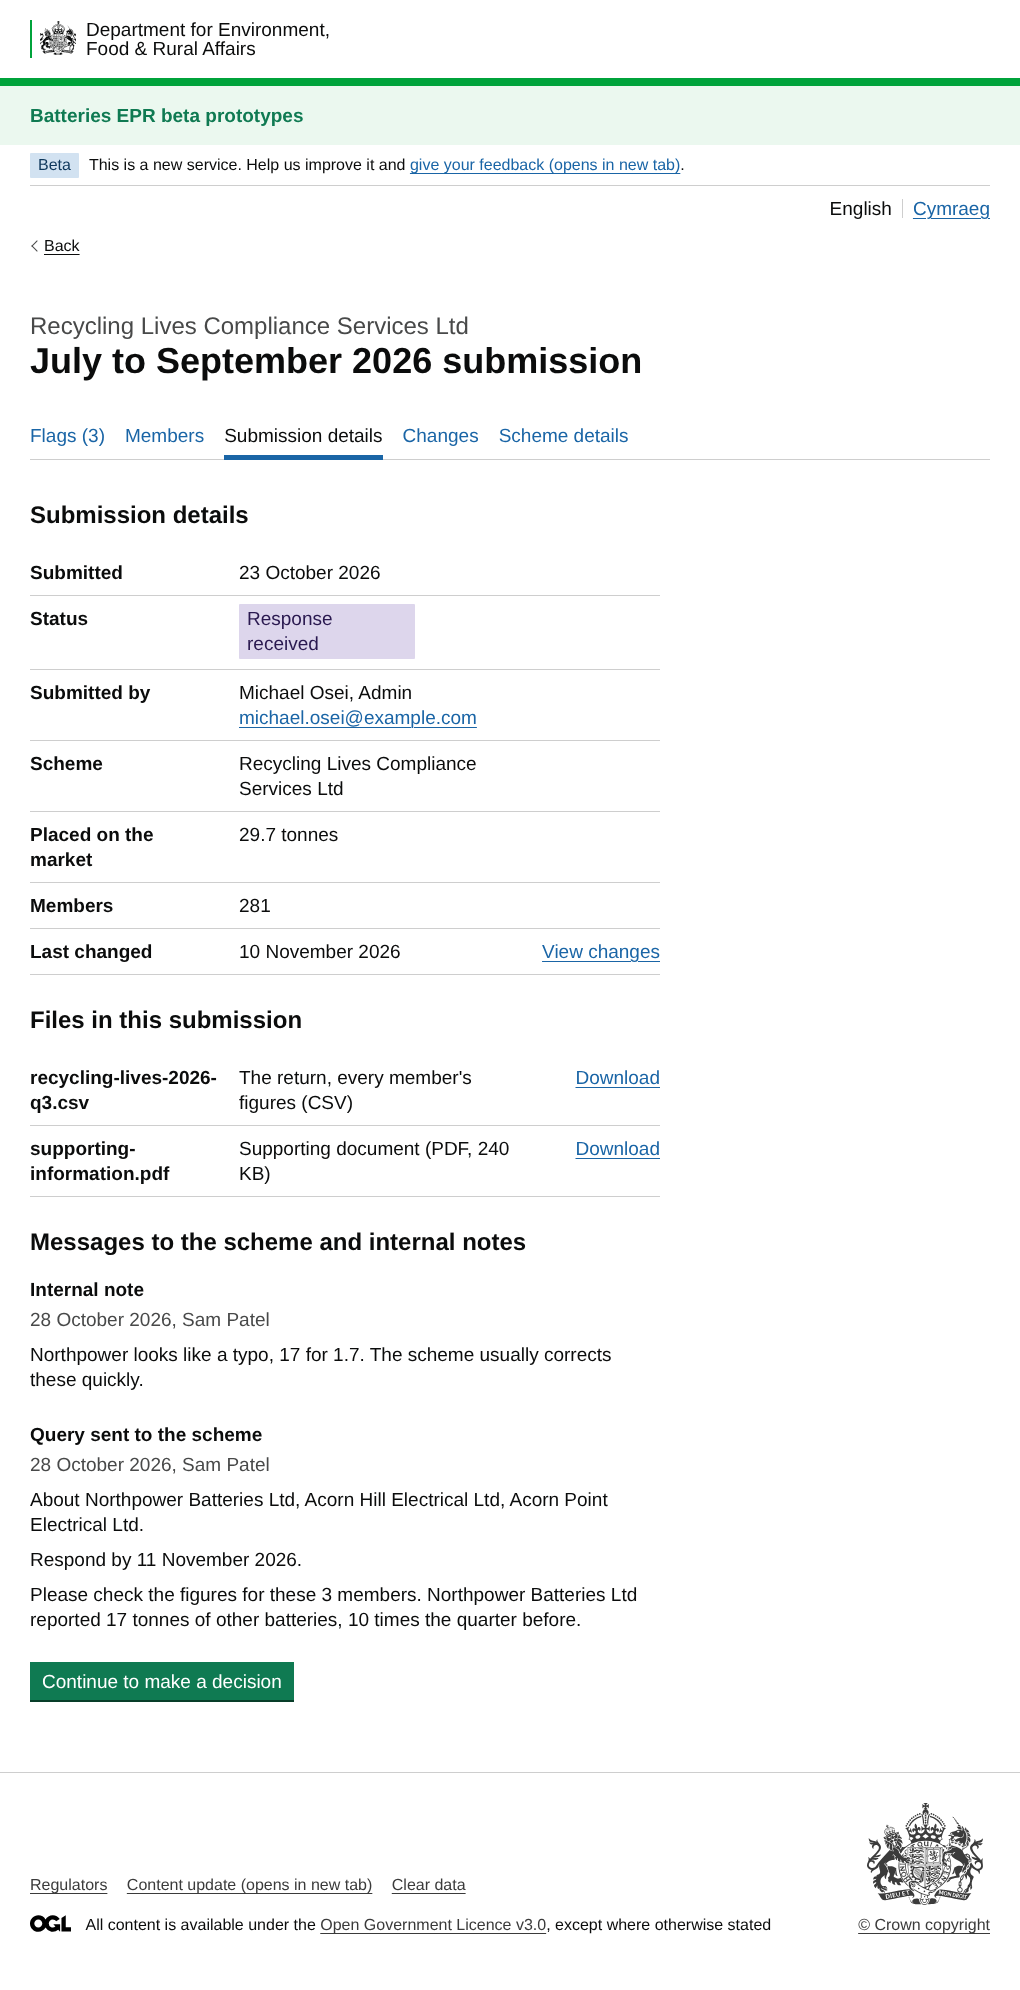 Department for Environment,
Food & Rural Affairs
Batteries EPR beta prototypes
Beta This is a new service. Help us improve it and give your feedback (opens in new tab).
English Cymraeg
Back
Recycling Lives Compliance Services Ltd
July to September 2026 submission
Flags (3) Members Submission details Changes Scheme details
Submission details
Submitted 23 October 2026
Status Response
received
Submitted by Michael Osei, Admin
michael.osei@example.com
Scheme Recycling Lives Compliance
Services Ltd
Placed on the 29.7 tonnes
market
Members 281
Last changed 10 November 2026 View changes
Files in this submission
recycling-lives-2026- The return, every member's Download
q3.csv figures (CSV)
supporting- Supporting document (PDF, 240 Download
information.pdf KB)
Messages to the scheme and internal notes
Internal note
28 October 2026, Sam Patel
Northpower looks like a typo, 17 for 1.7. The scheme usually corrects
these quickly.
Query sent to the scheme
28 October 2026, Sam Patel
About Northpower Batteries Ltd, Acorn Hill Electrical Ltd, Acorn Point
Electrical Ltd.
Respond by 11 November 2026.
Please check the figures for these 3 members. Northpower Batteries Ltd
reported 17 tonnes of other batteries, 10 times the quarter before.
Continue to make a decision
Regulators Content update (opens in new tab) Clear data
OGL All content is available under the Open Government Licence v3.0, except where otherwise stated
© Crown copyright